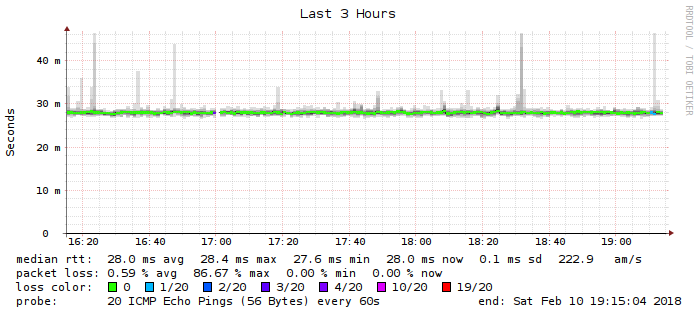 Last 3 Hours
RRDTOOL / TOBI OETIKER
Seconds
40 m
30 m
20 m
10 m
0
16:20 16:40 17:00 17:20 17:40 18:00 18:20 18:40 19:00
median rtt: 28.0 ms avg 28.4 ms max 27.6 ms min 28.0 ms now 0.1 ms sd 222.9 am/s
packet loss: 0.59 % avg 86.67 % max 0.00 % min 0.00 % now
loss color: 0 1/20 2/20 3/20 4/20 10/20 19/20
probe: 20 ICMP Echo Pings (56 Bytes) every 60s end: Sat Feb 10 19:15:04 2018